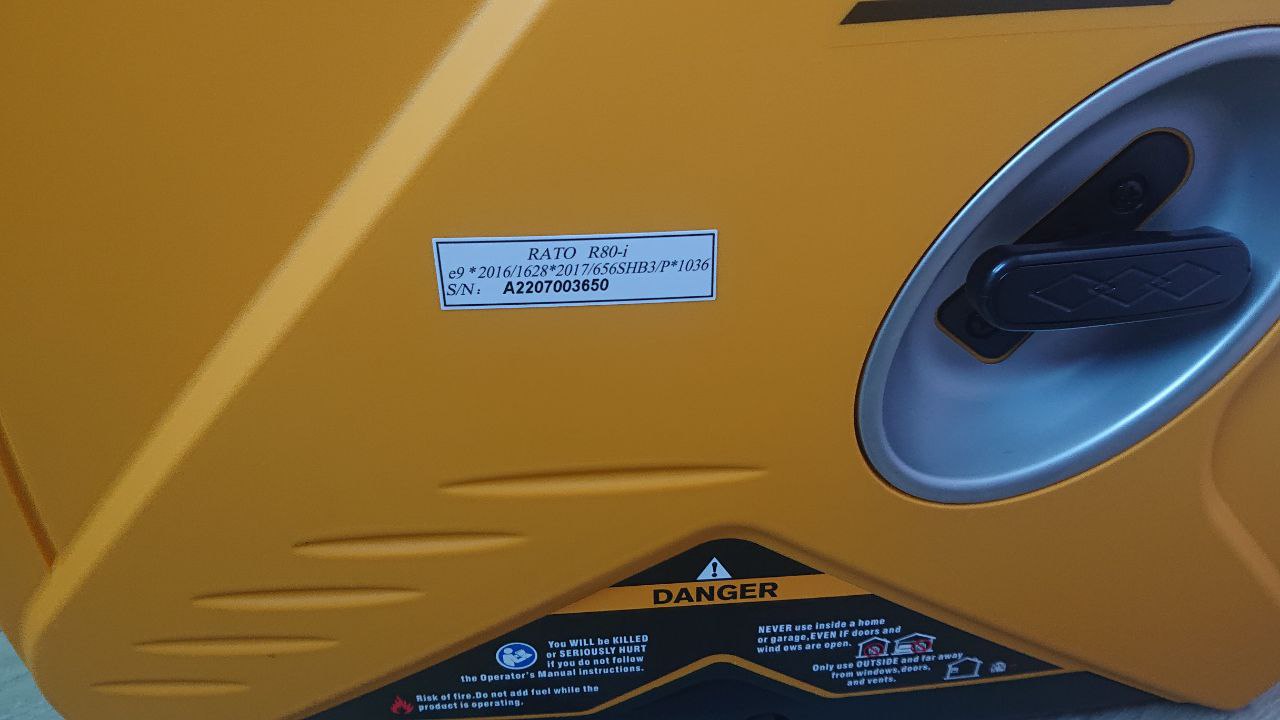 RATO R80-i
e9*2016/1628*2017/656SHB3/P*1036
S/N: A2207003650
DANGER
You WILL be KILLED
or SERIOUSLY HURT
if you do not follow
the Operator's Manual instructions.
Risk of fire.Do not add fuel while the
product is operating.
NEVER use inside a home
or garage,EVEN IF doors and
wind ows are open.
Only use OUTSIDE and far away
from windows,doors,
and vents.